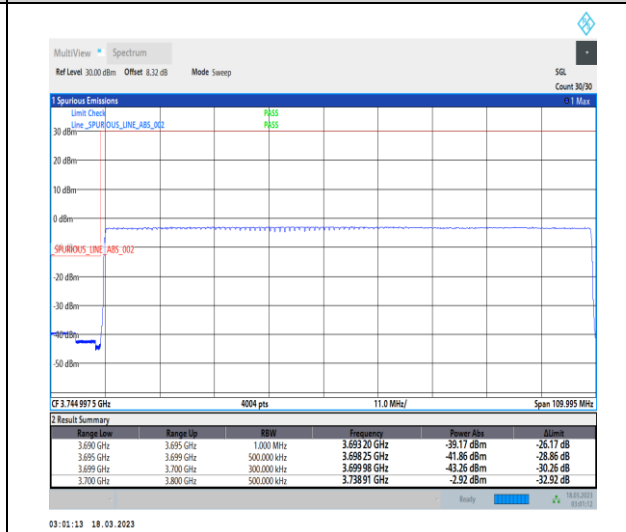 MultiView Spectrum
Ref Level 30.00 dBm Offset 8.32 dB Mode Sweep SGL
Count 30/30
1 Spurious Emissions 1 Max
Limit Check PASS
Line _SPURIOUS_LINE_ABS_002 PASS
30 dBm
20 dBm
10 dBm
0 dBm
_SPURIOUS_LINE_ABS_002
-20 dBm
-30 dBm
-40 dBm
-50 dBm
CF 3.744 997 5 GHz 4004 pts 11.0 MHz/ Span 109.995 MHz
2 Result Summary
Range Low Range Up RBW Frequency Power Abs ΔLimit
3.690 GHz 3.695 GHz 1.000 MHz 3.693 20 GHz -39.17 dBm -26.17 dB
3.695 GHz 3.699 GHz 500.000 kHz 3.698 25 GHz -41.86 dBm -28.86 dB
3.699 GHz 3.700 GHz 300.000 kHz 3.699 98 GHz -43.26 dBm -30.26 dB
3.700 GHz 3.800 GHz 500.000 kHz 3.738 91 GHz -2.92 dBm -32.92 dB
Ready 18.03.2023
03:01:12
03:01:13 18.03.2023